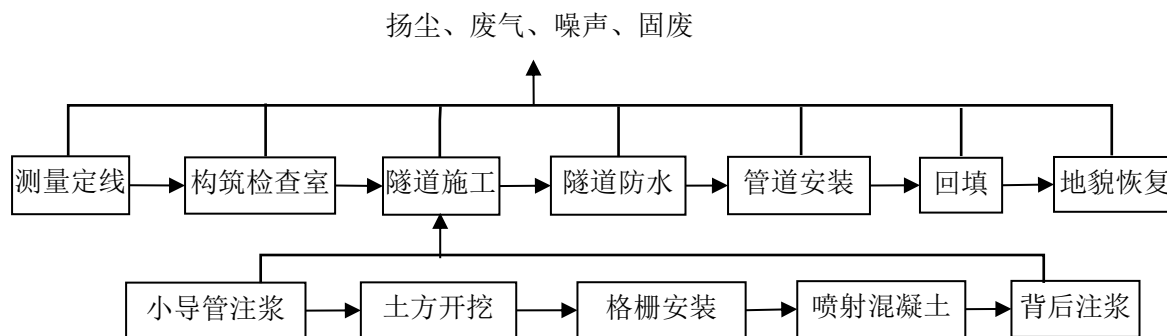 扬尘、废气、噪声、固废
测量定线 构筑检查室 隧道施工 隧道防水 管道安装 回填 地貌恢复
小导管注浆 土方开挖 格栅安装 喷射混凝土 背后注浆